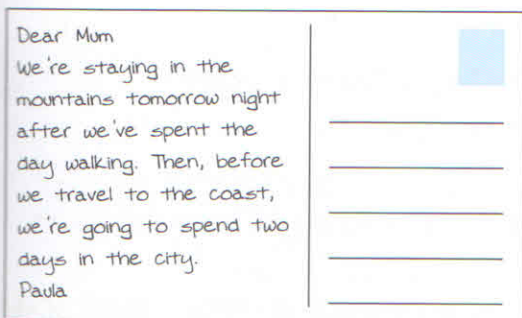 Dear Mum
We're staying in the
mountains tomorrow night
after we've spent the
day walking. Then, before
we travel to the coast,
we're going to spend two
days in the city.
Paula